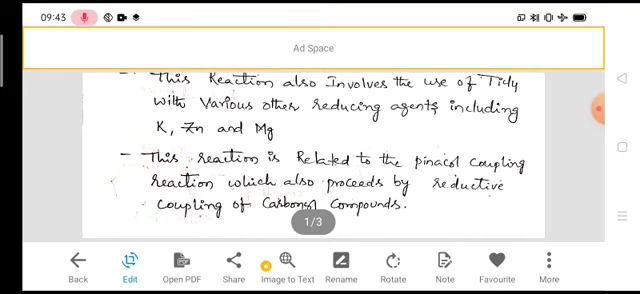 09:43
Ad Space
- This Reaction also Involves the use of Ticly
with Various other reducing agents including
K, Zn and Mg
- This reaction is Related to the pinacol coupling
reaction which also proceeds by reductive
coupling of Carbonyl Compounds.
1/3
Back Edit Open PDF Share Image to Text Rename Rotate Note Favourite More